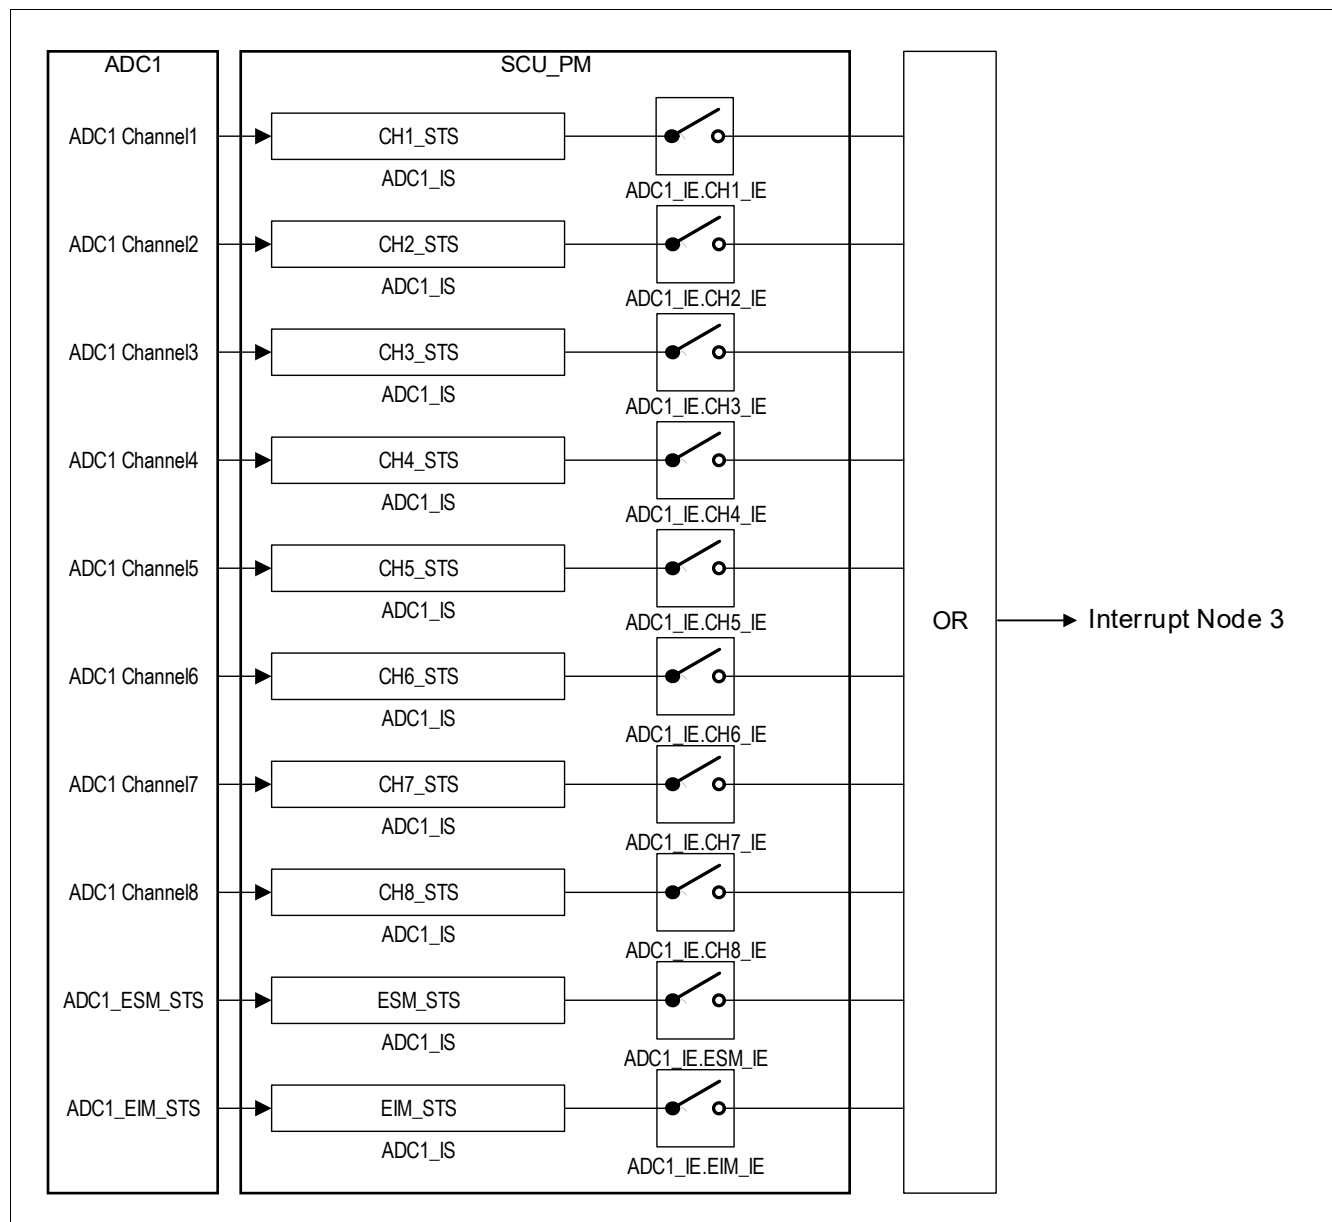 ADC1
SCU_PM
ADC1 Channel1
CH1_STS
ADC1_IS
ADC1_IE.CH1_IE
ADC1 Channel2
CH2_STS
ADC1_IS
ADC1_IE.CH2_IE
ADC1 Channel3
CH3_STS
ADC1_IS
ADC1_IE.CH3_IE
ADC1 Channel4
CH4_STS
ADC1_IS
ADC1_IE.CH4_IE
ADC1 Channel5
CH5_STS
ADC1_IS
ADC1_IE.CH5_IE
OR
Interrupt Node 3
ADC1 Channel6
CH6_STS
ADC1_IS
ADC1_IE.CH6_IE
ADC1 Channel7
CH7_STS
ADC1_IS
ADC1_IE.CH7_IE
ADC1 Channel8
CH8_STS
ADC1_IS
ADC1_IE.CH8_IE
ADC1_ESM_STS
ESM_STS
ADC1_IS
ADC1_IE.ESM_IE
ADC1_EIM_STS
EIM_STS
ADC1_IS
ADC1_IE.EIM_IE